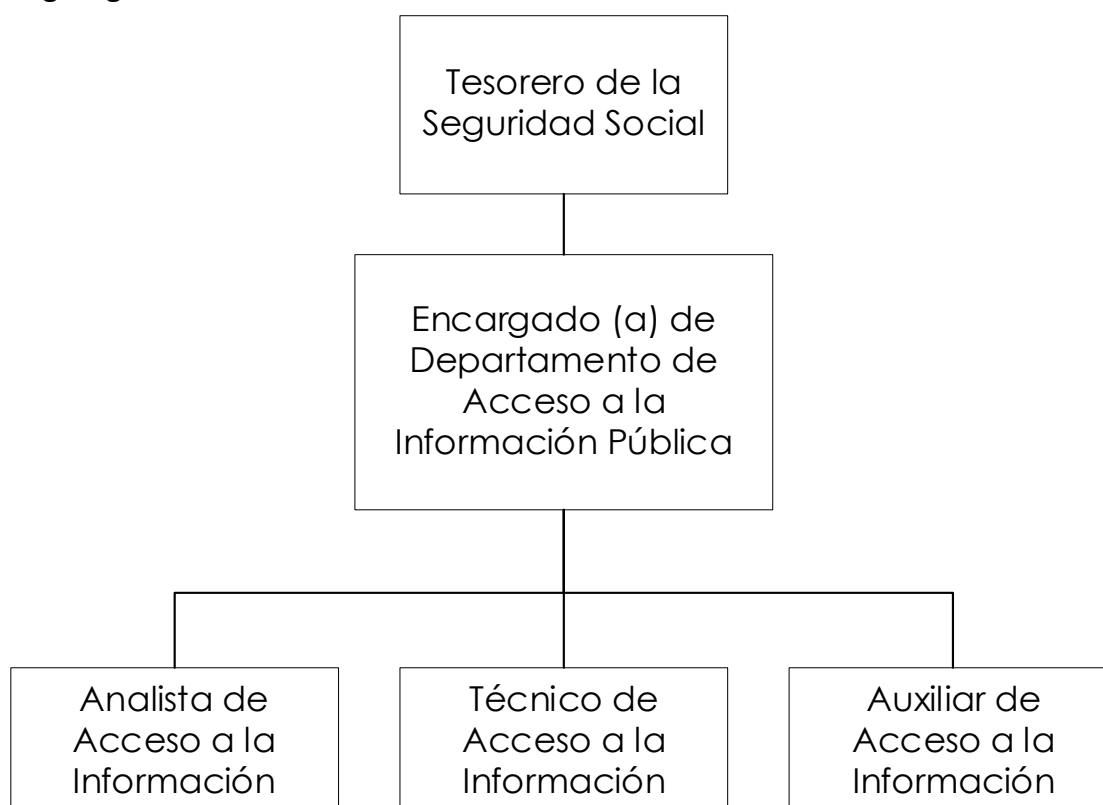 Tesorero de la
Seguridad Social
Encargado (a) de
Departamento de
Acceso a la
Información Pública
Analista de
Acceso a la
Información
Técnico de
Acceso a la
Información
Auxiliar de
Acceso a la
Información